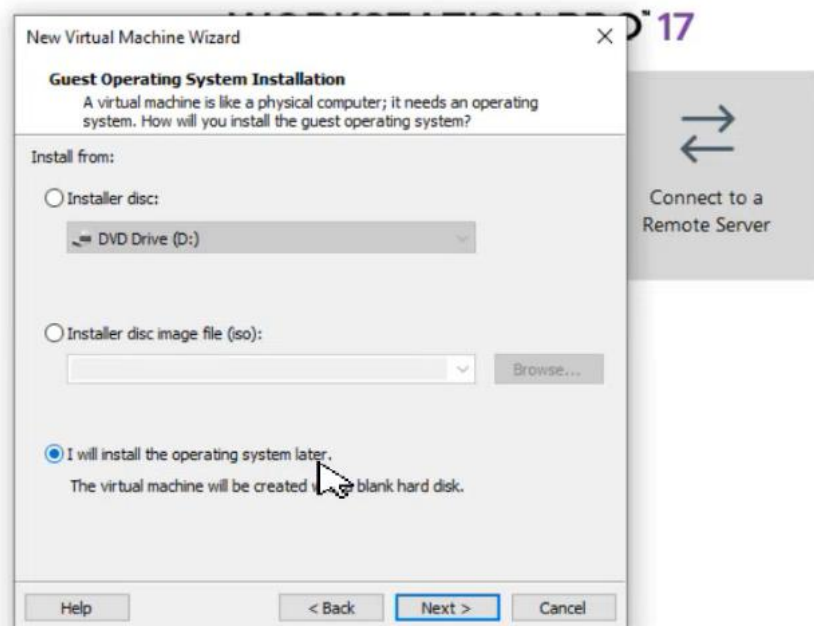 New Virtual Machine Wizard
17
Guest Operating System Installation
A virtual machine is like a physical computer; it needs an operating
system. How will you install the guest operating system?
Install from:
Installer disc:
DVD Drive (D:)
Installer disc image file (iso):
Browse...
I will install the operating system later.
The virtual machine will be created blank hard disk.
Help
< Back
Next >
Cancel
Connect to a
Remote Server